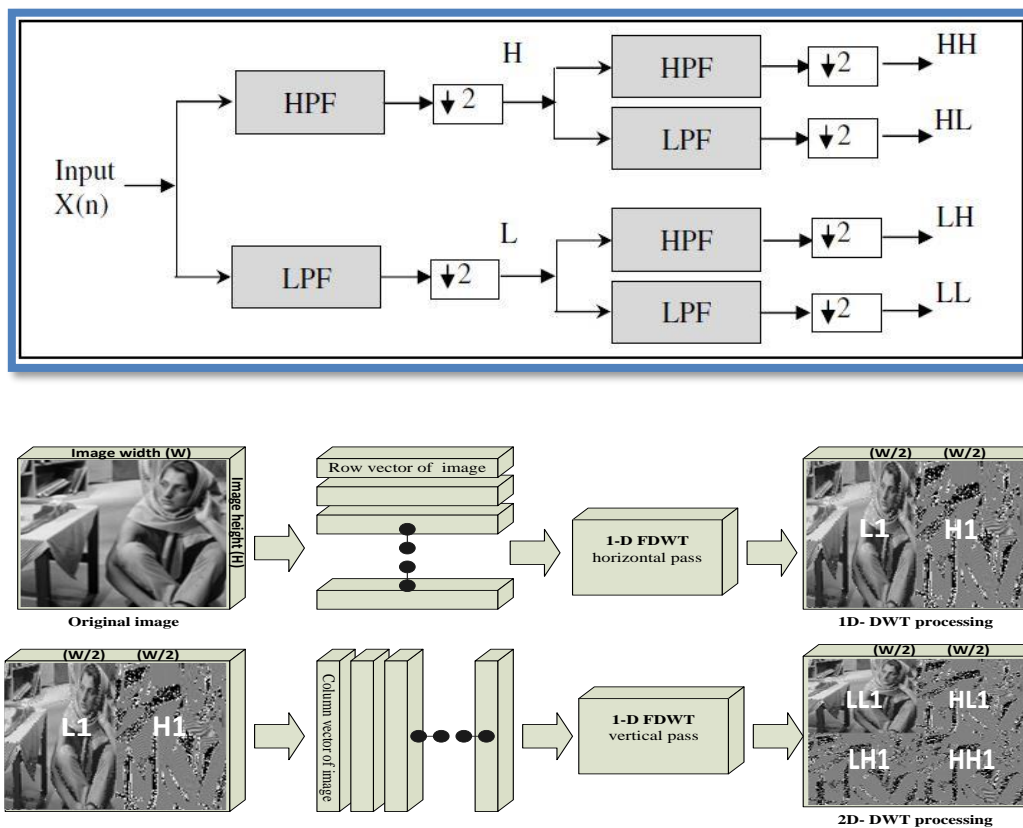 H
HH
HPF
↓2
HPF
↓2
HL
LPF
↓2
Input
X(n)
L
LH
HPF
↓2
LPF
↓2
LL
LPF
↓2
Image width (W)
Image height (H)
Original image
Row vector of image
1-D FDWT
horizontal pass
(W/2) (W/2)
L1 H1
1D- DWT processing
(W/2) (W/2)
L1 H1
Column vector of image
1-D FDWT
vertical pass
(W/2) (W/2)
LL1 HL1
LH1 HH1
2D- DWT processing